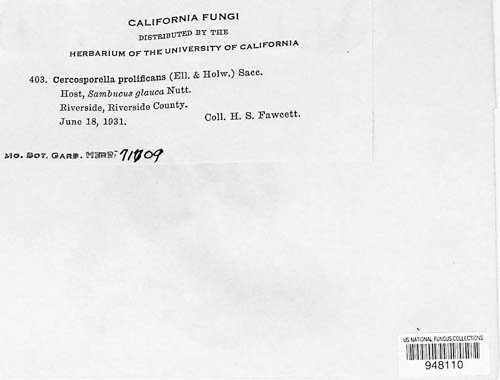 CALIFORNIA FUNGI
DISTRIBUTED BY THE
HERBARIUM OF THE UNIVERSITY OF CALIFORNIA
403. Cercosporella prolificans (Ell. & Holw.) Sacc.
Host, Sambucus glauca Nutt.
Riverside, Riverside County.
June 18, 1931. Coll. H. S. Fawcett.
MO. BOT. GARD. HERB.
US NATIONAL FUNGUS COLLECTIONS
948110